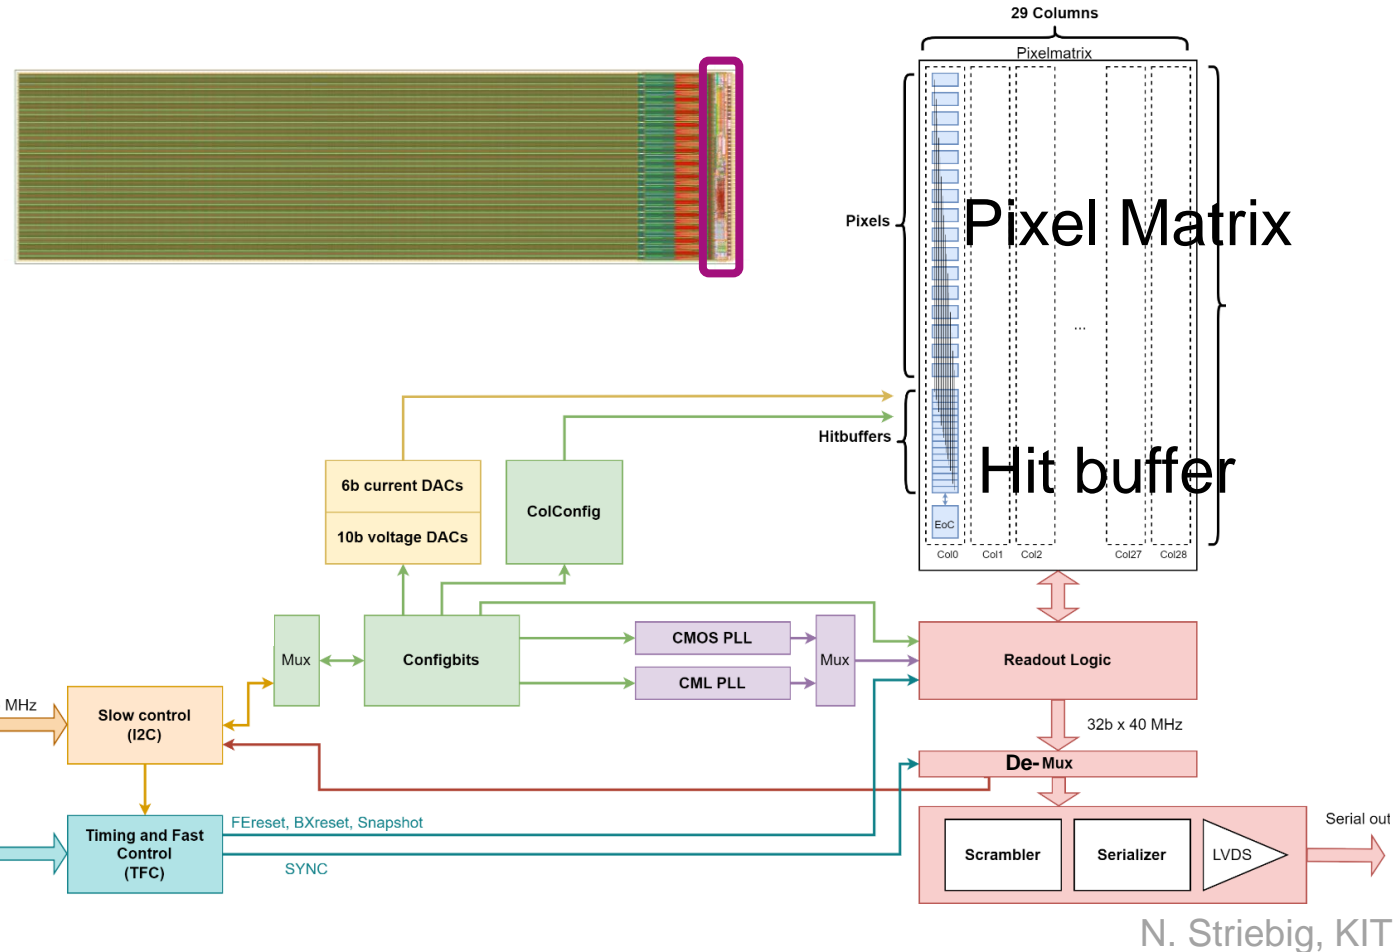 29 Columns
Pixelmatrix
Pixels
Pixel Matrix
...
Hitbuffers
Hit buffer
EoC
Col0
Col1
Col2
Col27
Col28
6b current DACs
10b voltage DACs
ColConfig
Mux
Configbits
CMOS PLL
CML PLL
Mux
Readout Logic
MHz
Slow control
(I2C)
32b x 40 MHz
De-Mux
Timing and Fast
Control
(TFC)
FEreset, BXreset, Snapshot
SYNC
Scrambler
Serializer
LVDS
Serial out
N. Striebig, KIT